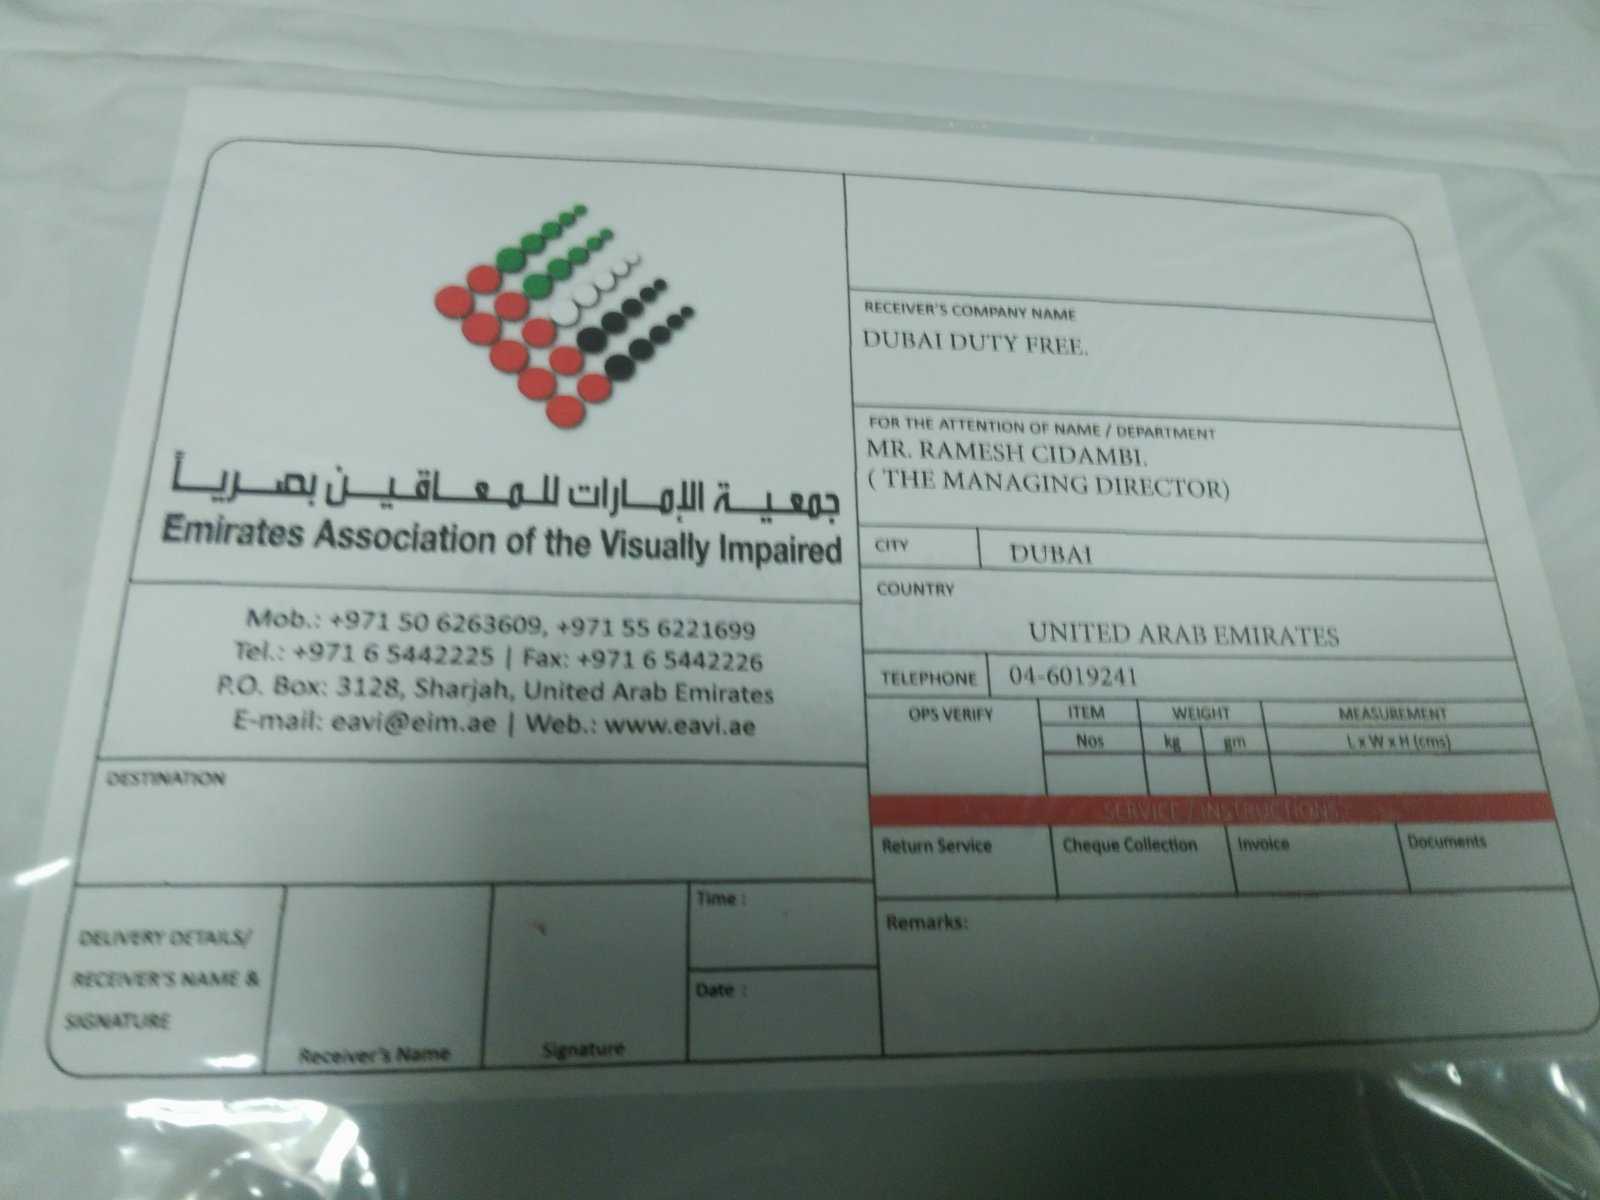 جمعية الإمارات للمعاقين بصرياً
Emirates Association of the Visually Impaired
Mob.: +971 50 6263609, +971 55 6221699
Tel.: +971 6 5442225 | Fax: +971 6 5442226
P.O. Box: 3128, Sharjah, United Arab Emirates
E-mail: eavi@eim.ae | Web.: www.eavi.ae
DESTINATION
DELIVERY DETAILS/
RECEIVER'S NAME &
SIGNATURE
Receiver's Name
Signature
Time :
Date :
RECEIVER'S COMPANY NAME
DUBAI DUTY FREE.
FOR THE ATTENTION OF NAME / DEPARTMENT
MR. RAMESH CIDAMBI.
( THE MANAGING DIRECTOR)
CITY DUBAI
COUNTRY
UNITED ARAB EMIRATES
TELEPHONE 04-6019241
OPS VERIFY ITEM WEIGHT MEASUREMENT
Nos kg gm L x W x H (cms)
SERVICE / INSTRUCTIONS
Return Service Cheque Collection Invoice Documents
Remarks: